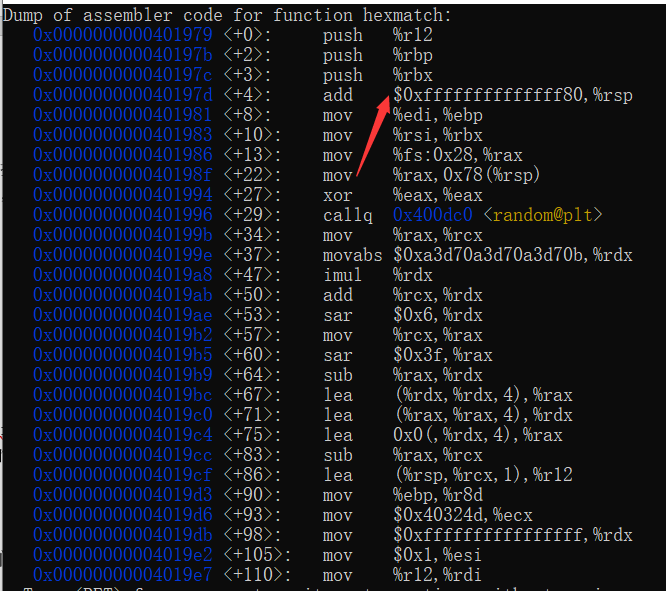 Dump of assembler code for function hexmatch:
0x0000000000401979 <+0>: push %r12
0x000000000040197b <+2>: push %rbp
0x000000000040197c <+3>: push %rbx
0x000000000040197d <+4>: add $0xffffffffffffff80,%rsp
0x0000000000401981 <+8>: mov %edi,%ebp
0x0000000000401983 <+10>: mov %rsi,%rbx
0x0000000000401986 <+13>: mov %fs:0x28,%rax
0x000000000040198f <+22>: mov %rax,0x78(%rsp)
0x0000000000401994 <+27>: xor %eax,%eax
0x0000000000401996 <+29>: callq 0x400dc0 <random@plt>
0x000000000040199b <+34>: mov %rax,%rcx
0x000000000040199e <+37>: movabs $0xa3d70a3d70a3d70b,%rdx
0x00000000004019a8 <+47>: imul %rdx
0x00000000004019ab <+50>: add %rcx,%rdx
0x00000000004019ae <+53>: sar $0x6,%rdx
0x00000000004019b2 <+57>: mov %rcx,%rax
0x00000000004019b5 <+60>: sar $0x3f,%rax
0x00000000004019b9 <+64>: sub %rax,%rdx
0x00000000004019bc <+67>: lea (%rdx,%rdx,4),%rax
0x00000000004019c0 <+71>: lea (%rax,%rax,4),%rdx
0x00000000004019c4 <+75>: lea 0x0(,%rdx,4),%rax
0x00000000004019cc <+83>: sub %rax,%rcx
0x00000000004019cf <+86>: lea (%rsp,%rcx,1),%r12
0x00000000004019d3 <+90>: mov %ebp,%r8d
0x00000000004019d6 <+93>: mov $0x40324d,%ecx
0x00000000004019db <+98>: mov $0xffffffffffffffff,%rdx
0x00000000004019e2 <+105>: mov $0x1,%esi
0x00000000004019e7 <+110>: mov %r12,%rdi